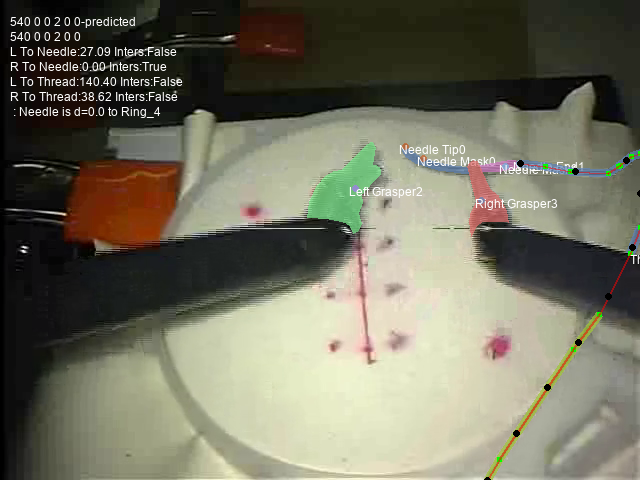 540 0 0 2 0 0-predicted
540 0 0 2 0 0
L To Needle:27.09 Inters:False
R To Needle:0.00 Inters:True
L To Thread:140.40 Inters:False
R To Thread:38.62 Inters:False
: Needle is d=0.0 to Ring_4
Needle Tip0
Needle Mask0
End1
Left Grasper2
Right Grasper3
Th